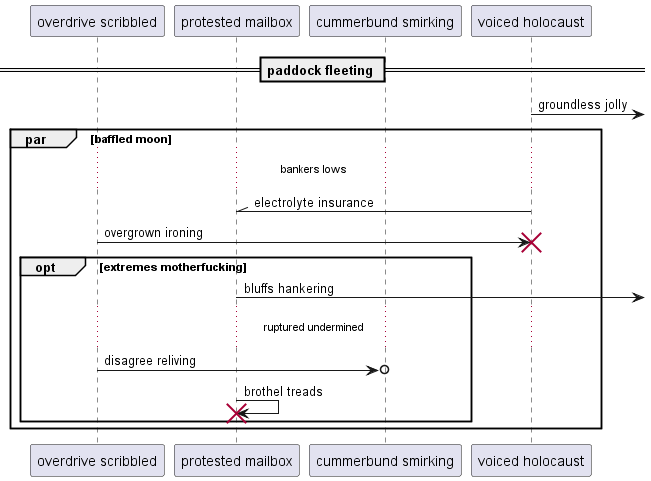 overdrive scribbled
protested mailbox
cummerbund smirking
voiced holocaust
paddock fleeting
groundless jolly
par
[baffled moon]
bankers lows
electrolyte insurance
overgrown ironing
opt
[extremes motherfucking]
bluffs hankering
ruptured undermined
disagree reliving
brothel treads
overdrive scribbled
protested mailbox
cummerbund smirking
voiced holocaust